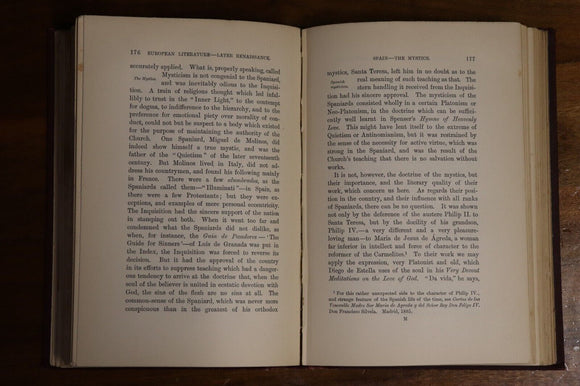 176 EUROPEAN LITERATURE—LATER RENAISSANCE.
accurately applied. What is, properly speaking, called
The Mystics. Mysticism is not congenial to the Spaniard,
and was inevitably odious to the Inquisition.
A train of religious thought which led infal-
libly to trust in the "Inner Light," to the contempt
for dogma, to indifference to the hierarchy, and to the
preference for emotional piety over morality of con-
duct, could not but be suspect to a body which existed
for the purpose of maintaining the authority of the
Church. One Spaniard, Miguel de Molinos, did
indeed show himself a true mystic, and was the
father of the "Quietism" of the later seventeenth
century. But Molinos lived in Italy, did not ad-
dress his countrymen, and found his following mainly
in France. There were a few alumbrados, as the
Spaniards called them—"Illuminati"—in Spain, as
there were a few Protestants; but they were ex-
ceptions, and examples of mere personal eccentricity.
The Inquisition had the sincere support of the nation
in stamping out both. When it went too far and
condemned what the Spaniards did not dislike, as
when, for instance, the Guia de Pecadores—'The
Guide for Sinners'—of Luis de Granada was put in
the Index, the Inquisition was forced to reverse its
decision. But it had the approval of the country
in its efforts to suppress teaching which had a danger-
ous tendency to arrive at the doctrine that, when the
soul of the believer is united in ecstatic devotion with
God, the sins of the flesh are no sins at all. The
common-sense of the Spaniard, which was never more
conspicuous than in the greatest of his orthodox
SPAIN—THE MYSTICS. 177
mystics, Santa Teresa, left him in no doubt as to the
Spanish real meaning of such teaching as that. The
mysticism. stern handling it received from the Inquisi-
tion had his sincere approval. The mysticism of the
Spaniards consisted wholly in a certain Platonism or
Neo-Platonism, in the doctrine which can be suffici-
ently well learnt in Spenser's Hymne of Heavenly
Love. This might have lent itself to the extreme of
Quietism or Antinomianism, but it was restrained by
the sense of the necessity for active virtue, which was
strong in the Spaniard, and was the result of the
Church's teaching that there is no salvation without
works.
It is not, however, the doctrine of the mystics, but
their importance, and the literary quality of their
work, which concerns us here. As regards their posi-
tion in the country, and their influence with all ranks
of Spaniards, there can be no question. It was shown
not only by the deference of the austere Philip II. to
Santa Teresa, but by the docility of his grandson,
Philip IV.—a very different and a very pleasure-
loving man—to Maria de Jesus de Agreda, a woman
far inferior in intellect and force of character to the
reformer of the Carmelites.¹ To their work we may
apply the expression, very Platonist and old, which
Diego de Estella uses of the soul in his Very Devout
Meditations on the Love of God. "Da vida," he says,
¹ For this rather unexpected side to the character of Philip IV.,
and strange feature of the Spanish life of the time, see Cartas de las
Venerable Madre Sor Maria de Agreda y del Señor Rey Don Felipe IV.
Don Francisco Silvela. Madrid, 1885.
M